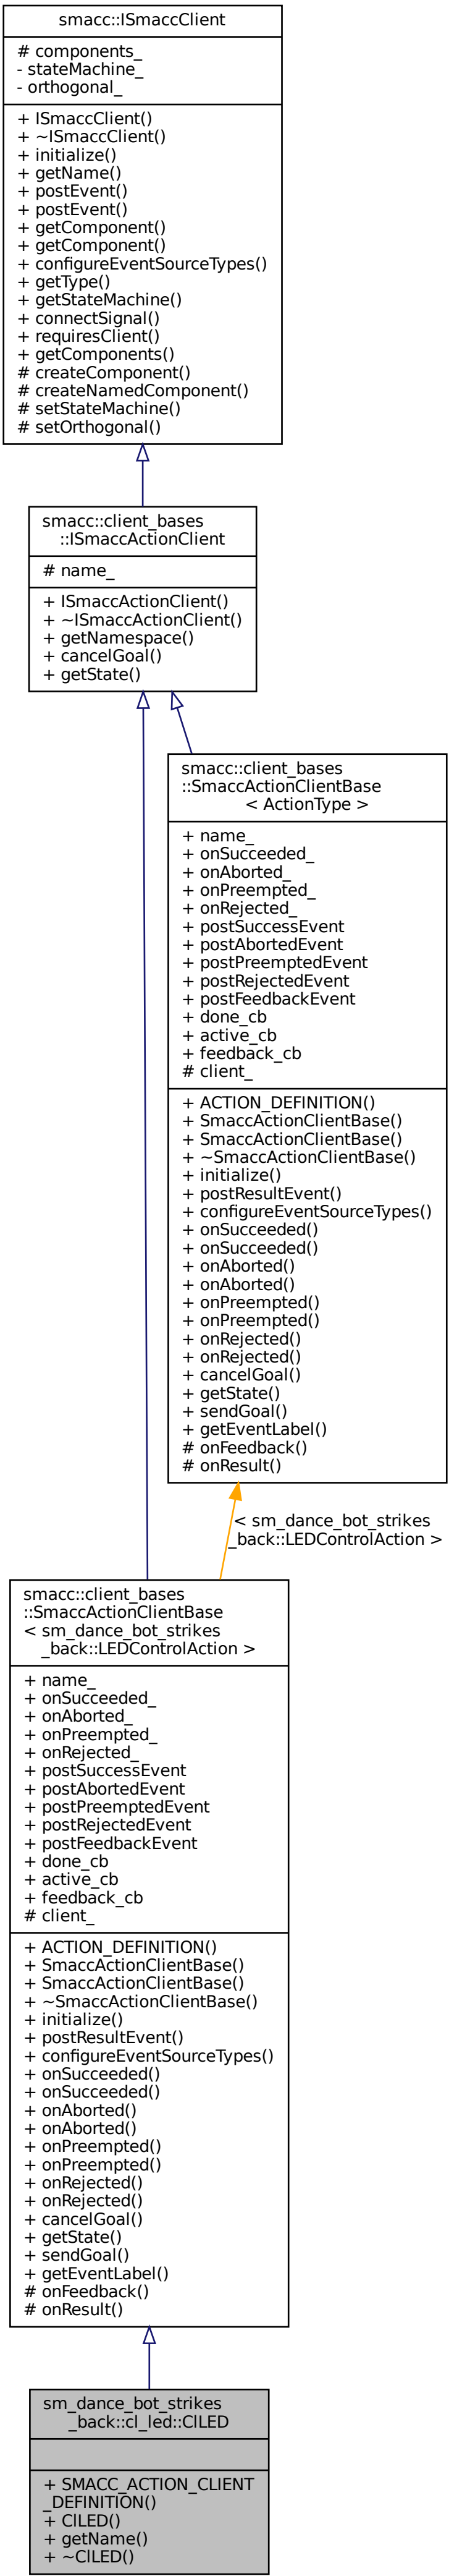 smacc::ISmaccClient
# components_
- stateMachine_
- orthogonal_
+ ISmaccClient()
+ ~ISmaccClient()
+ initialize()
+ getName()
+ postEvent()
+ postEvent()
+ getComponent()
+ getComponent()
+ configureEventSourceTypes()
+ getType()
+ getStateMachine()
+ connectSignal()
+ requiresClient()
+ getComponents()
# createComponent()
# createNamedComponent()
# setStateMachine()
# setOrthogonal()
smacc::client_bases
::ISmaccActionClient
# name_
+ ISmaccActionClient()
+ ~ISmaccActionClient()
+ getNamespace()
+ cancelGoal()
+ getState()
smacc::client_bases
::SmaccActionClientBase
< ActionType >
+ name_
+ onSucceeded_
+ onAborted_
+ onPreempted_
+ onRejected_
+ postSuccessEvent
+ postAbortedEvent
+ postPreemptedEvent
+ postRejectedEvent
+ postFeedbackEvent
+ done_cb
+ active_cb
+ feedback_cb
# client_
+ ACTION_DEFINITION()
+ SmaccActionClientBase()
+ SmaccActionClientBase()
+ ~SmaccActionClientBase()
+ initialize()
+ postResultEvent()
+ configureEventSourceTypes()
+ onSucceeded()
+ onSucceeded()
+ onAborted()
+ onAborted()
+ onPreempted()
+ onPreempted()
+ onRejected()
+ onRejected()
+ cancelGoal()
+ getState()
+ sendGoal()
+ getEventLabel()
# onFeedback()
# onResult()
< sm_dance_bot_strikes
_back::LEDControlAction >
smacc::client_bases
::SmaccActionClientBase
< sm_dance_bot_strikes
_back::LEDControlAction >
+ name_
+ onSucceeded_
+ onAborted_
+ onPreempted_
+ onRejected_
+ postSuccessEvent
+ postAbortedEvent
+ postPreemptedEvent
+ postRejectedEvent
+ postFeedbackEvent
+ done_cb
+ active_cb
+ feedback_cb
# client_
+ ACTION_DEFINITION()
+ SmaccActionClientBase()
+ SmaccActionClientBase()
+ ~SmaccActionClientBase()
+ initialize()
+ postResultEvent()
+ configureEventSourceTypes()
+ onSucceeded()
+ onSucceeded()
+ onAborted()
+ onAborted()
+ onPreempted()
+ onPreempted()
+ onRejected()
+ onRejected()
+ cancelGoal()
+ getState()
+ sendGoal()
+ getEventLabel()
# onFeedback()
# onResult()
sm_dance_bot_strikes
_back::cl_led::ClLED
+ SMACC_ACTION_CLIENT
_DEFINITION()
+ ClLED()
+ getName()
+ ~ClLED()